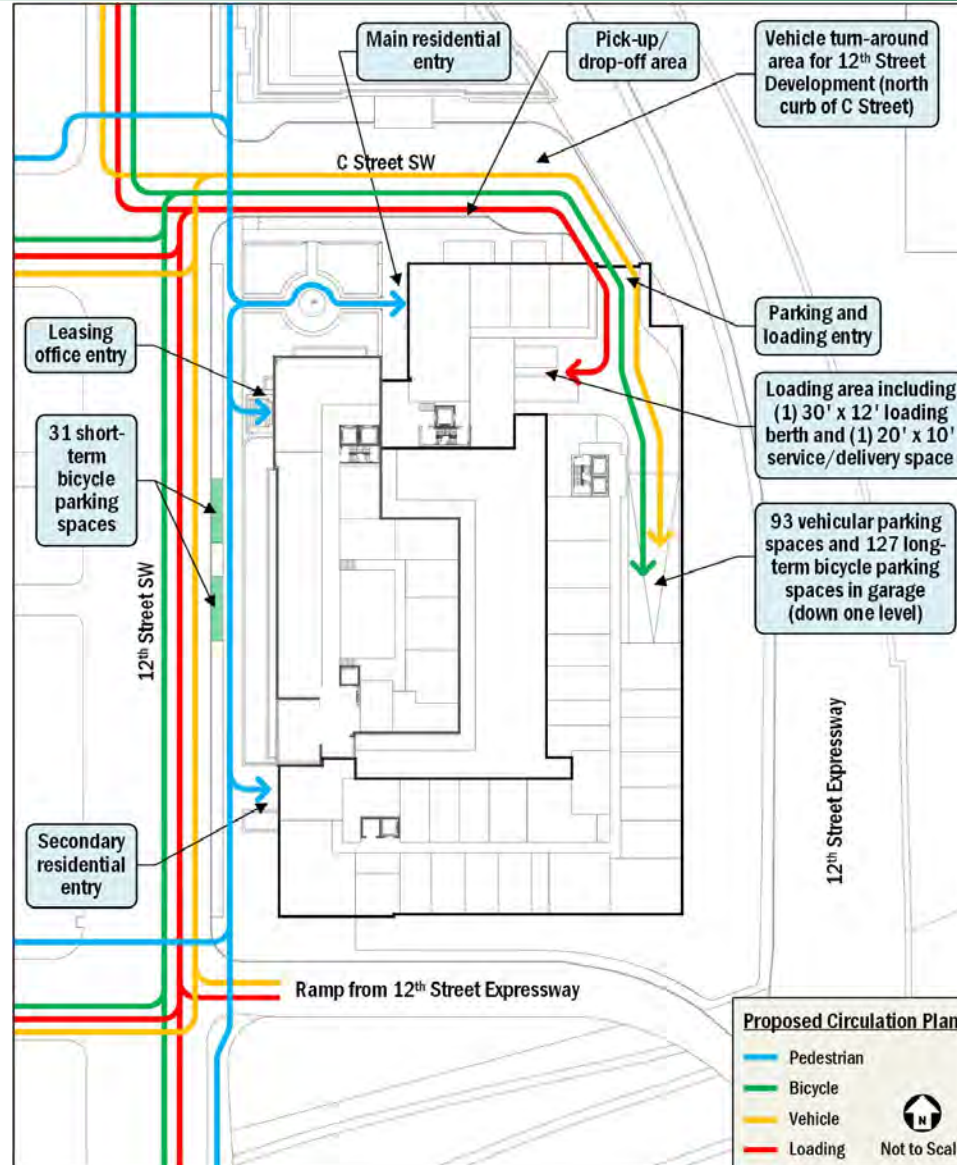 Main residential
entry
Pick-up/
drop-off area
Vehicle turn-around
area for 12th Street
Development (north
curb of C Street)
C Street SW
Parking and
loading entry
Leasing
office entry
Loading area including
(1) 30' x 12' loading
berth and (1) 20' x 10'
service/delivery space
31 short-
term
bicycle
parking
spaces
93 vehicular parking
spaces and 127 long-
term bicycle parking
spaces in garage
(down one level)
12th Street SW
12th Street Expressway
Secondary
residential
entry
Ramp from 12th Street Expressway
Proposed Circulation Plan
Pedestrian
Bicycle
Vehicle
Loading
N
Not to Scal